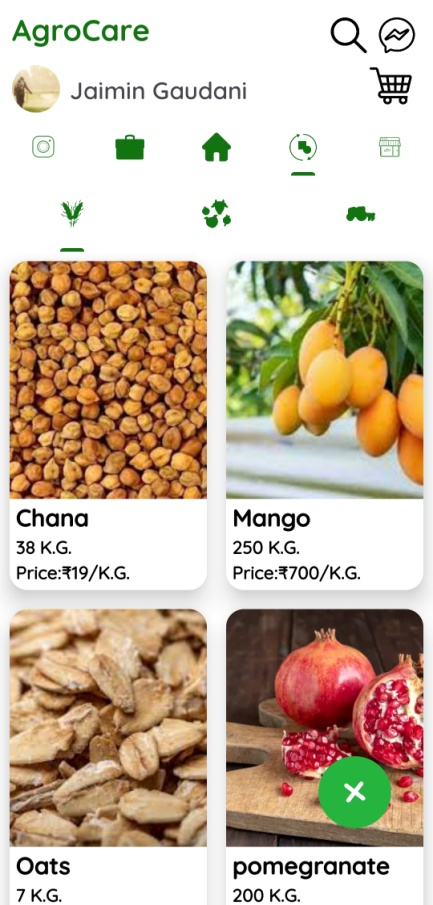 AgroCare
Jaimin Gaudani
Chana
38 K.G.
Price:₹19/K.G.
Mango
250 K.G.
Price:₹700/K.G.
Oats
7 K.G.
pomegranate
200 K.G.